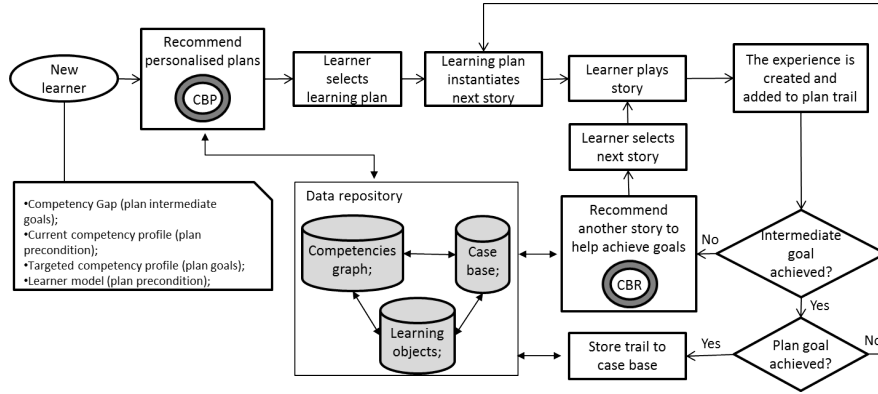 New
learner
Recommend
personalised plans
CBP
Learner
selects
learning plan
Learning plan
instantiates
next story
Learner plays
story
The experience is
created and
added to plan trail
Learner selects
next story
•Competency Gap (plan intermediate
goals);
•Current competency profile (plan
precondition);
•Targeted competency profile (plan goals);
•Learner model (plan precondition);
Data repository
Competencies
graph;
Case
base;
Learning
objects;
Recommend
another story to
help achieve goals
CBR
No
Intermediate
goal
achieved?
Yes
Store trail to
case base
Yes
Plan goal
achieved?
No